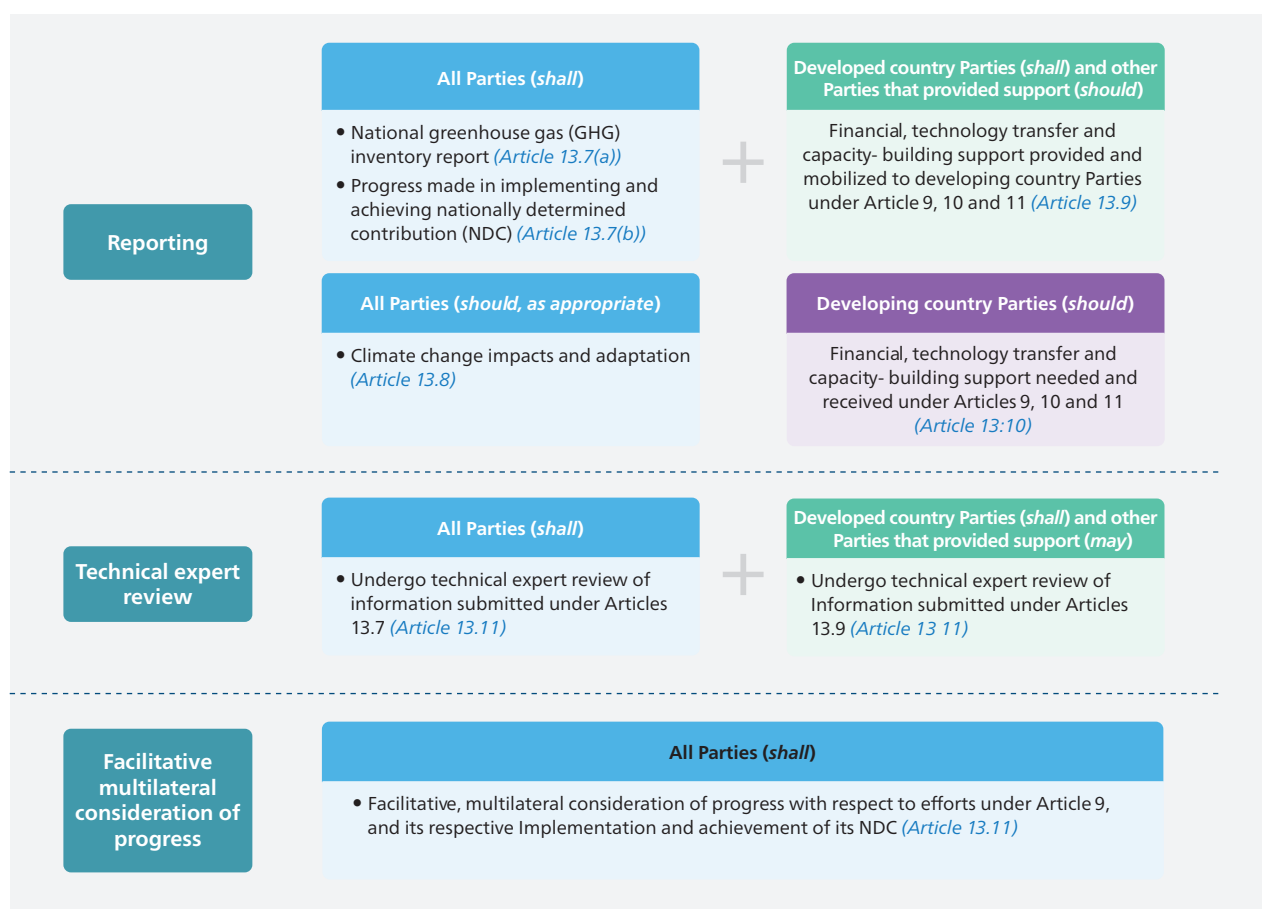 Reporting
All Parties (shall)
• National greenhouse gas (GHG)
inventory report (Article 13.7(a))
• Progress made in implementing and
achieving nationally determined
contribution (NDC) (Article 13.7(b))
+
Developed country Parties (shall) and other
Parties that provided support (should)
Financial, technology transfer and
capacity- building support provided and
mobilized to developing country Parties
under Article 9, 10 and 11 (Article 13.9)
All Parties (should, as appropriate)
• Climate change impacts and adaptation
(Article 13.8)
Developing country Parties (should)
Financial, technology transfer and
capacity- building support needed and
received under Articles 9, 10 and 11
(Article 13:10)
Technical expert
review
All Parties (shall)
• Undergo technical expert review of
information submitted under Articles
13.7 (Article 13.11)
+
Developed country Parties (shall) and other
Parties that provided support (may)
• Undergo technical expert review of
Information submitted under Articles
13.9 (Article 13 11)
Facilitative
multilateral
consideration of
progress
All Parties (shall)
• Facilitative, multilateral consideration of progress with respect to efforts under Article 9,
and its respective Implementation and achievement of its NDC (Article 13.11)